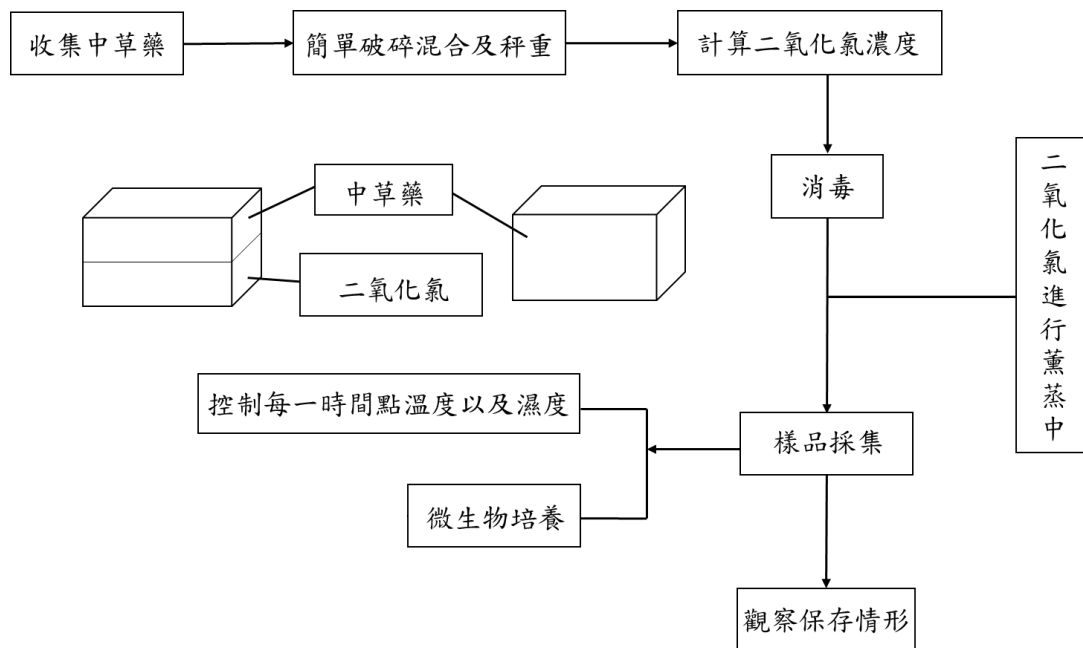 收集中草藥
簡單破碎混合及秤重
計算二氧化氯濃度
消毒
二氧化氯進行薰蒸中
中草藥
二氧化氯
控制每一時間點溫度以及濕度
樣品採集
微生物培養
觀察保存情形